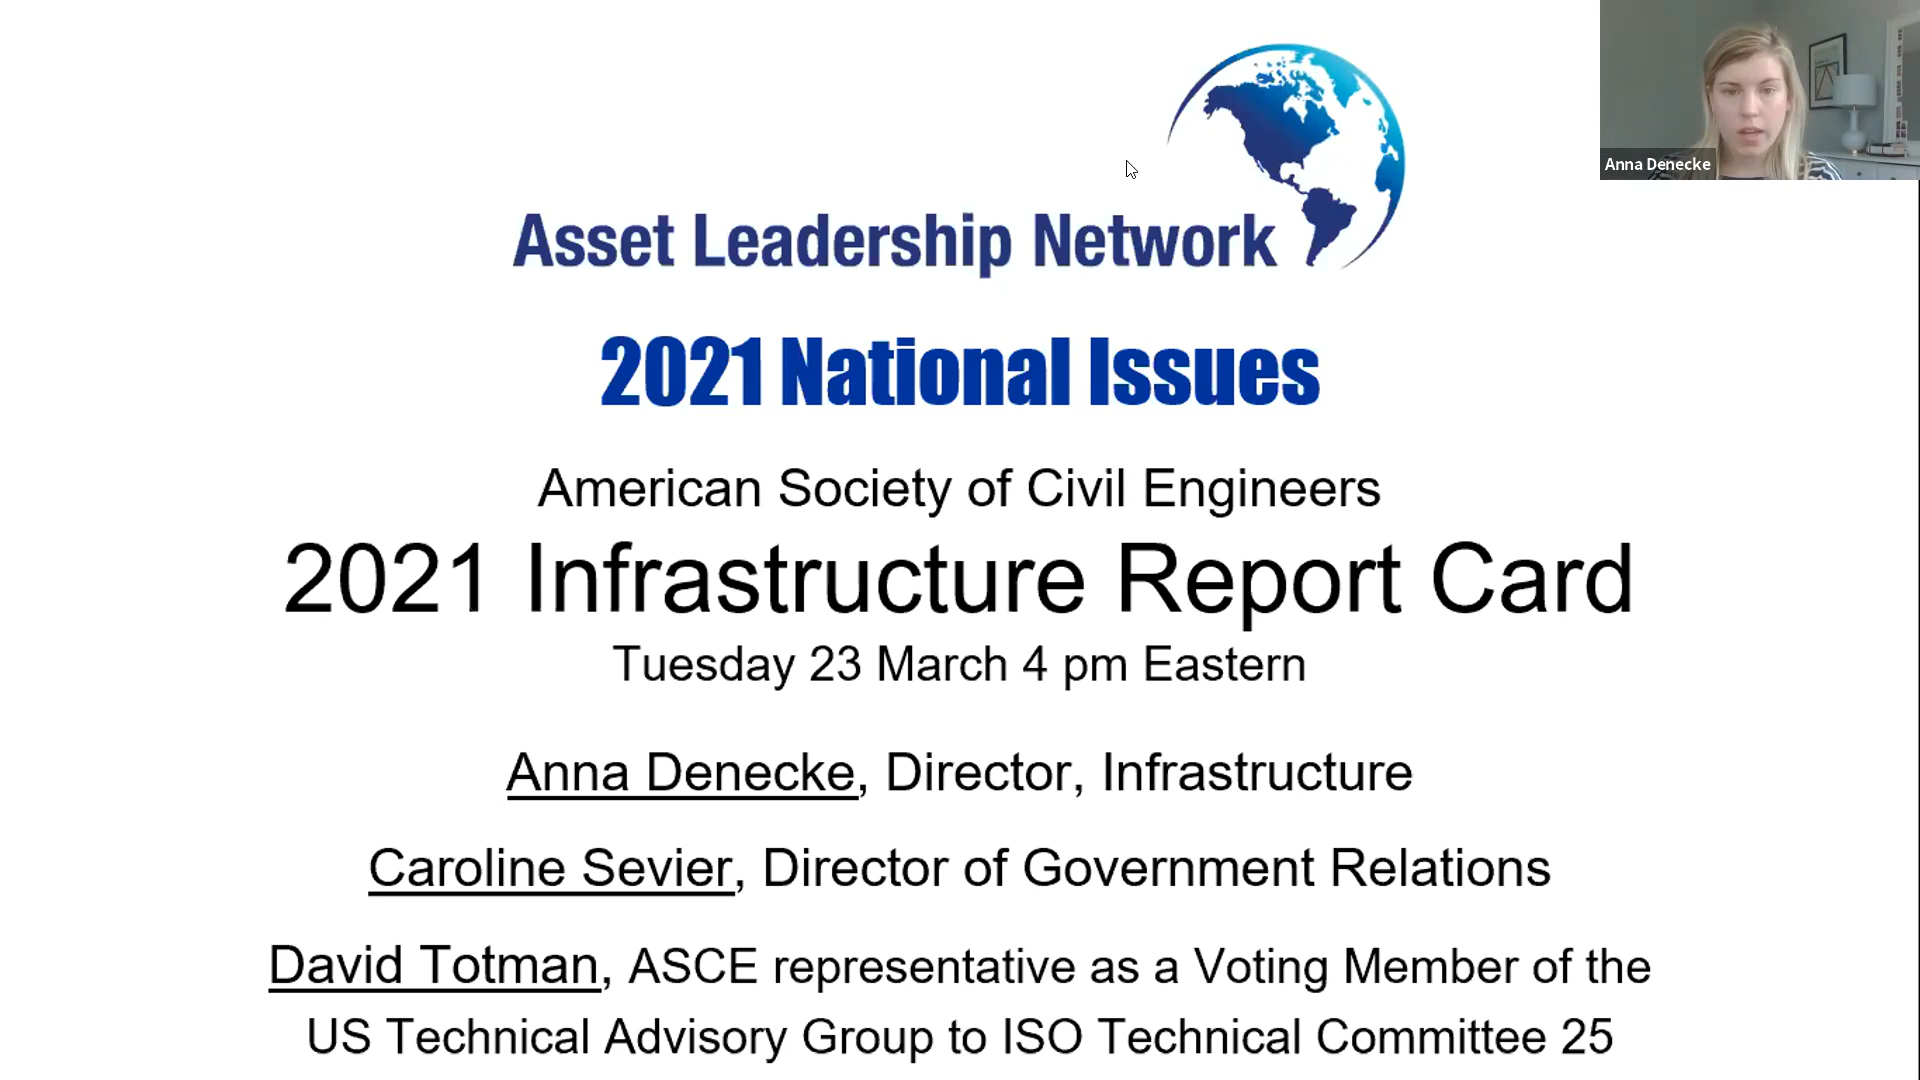 Anna Denecke
Asset Leadership Network
2021 National Issues
American Society of Civil Engineers
2021 Infrastructure Report Card
Tuesday 23 March 4 pm Eastern
Anna Denecke, Director, Infrastructure
Caroline Sevier, Director of Government Relations
David Totman, ASCE representative as a Voting Member of the
US Technical Advisory Group to ISO Technical Committee 25